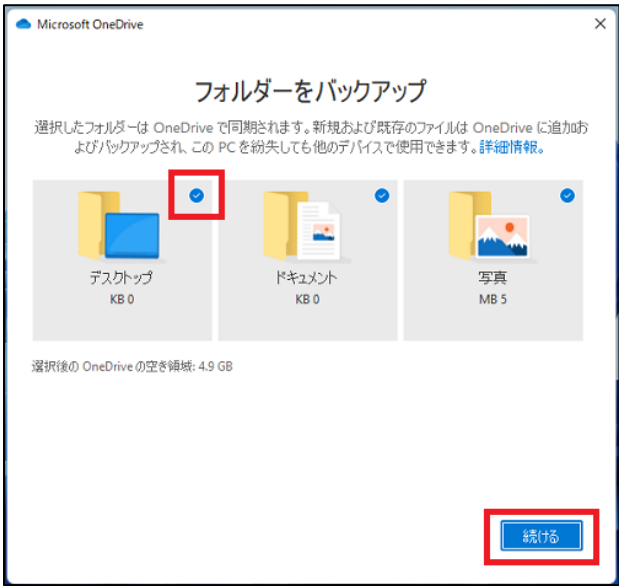 Microsoft OneDrive
フォルダーをバックアップ
選択したフォルダーは OneDrive で同期されます。新規および既存のファイルは OneDrive に追加お
よびバックアップされ、この PC を紛失しても他のデバイスで使用できます。詳細情報。
デスクトップ
KB 0
ドキュメント
KB 0
写真
MB 5
選択後の OneDrive の空き領域: 4.9 GB
続ける